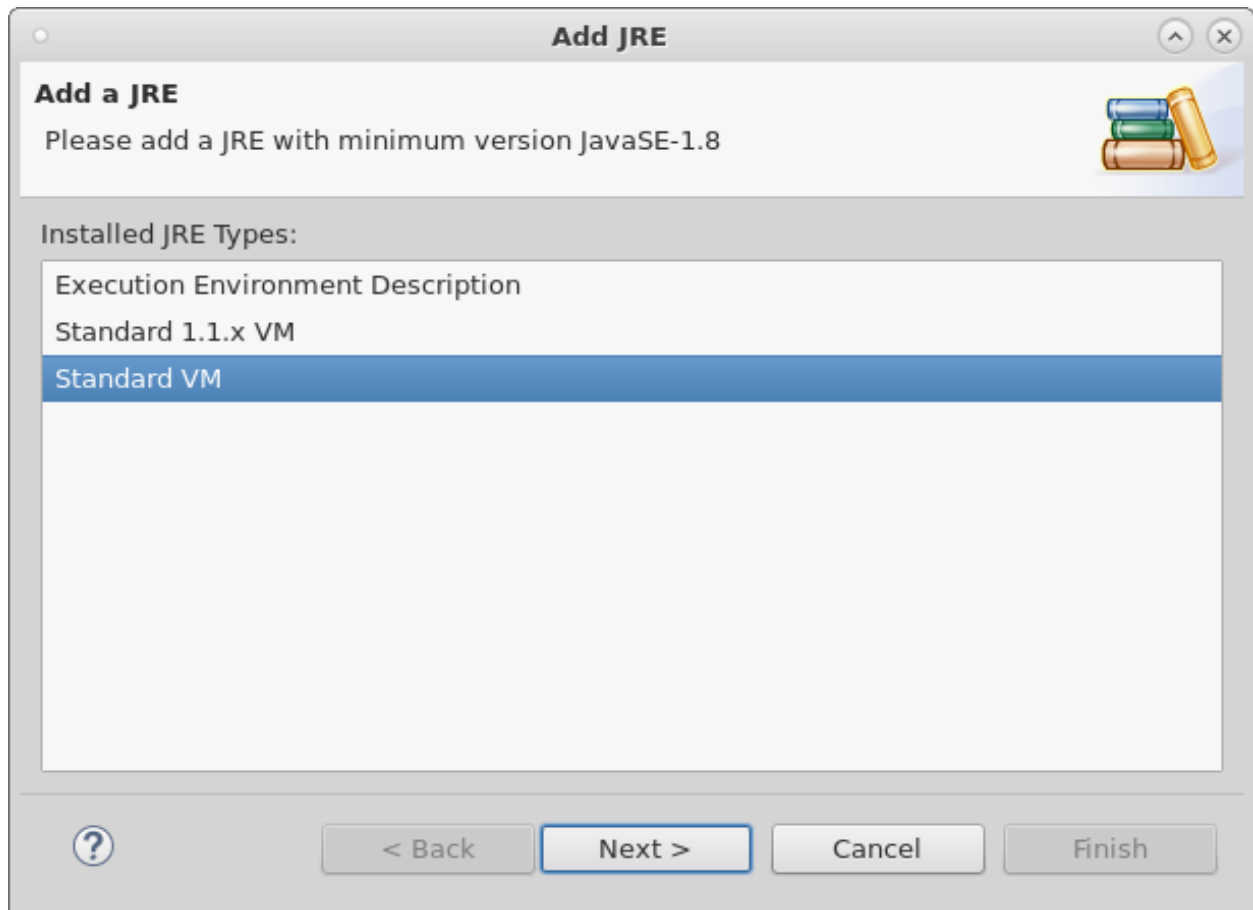 Add JRE
Add a JRE
Please add a JRE with minimum version JavaSE-1.8
Installed JRE Types:
Execution Environment Description
Standard 1.1.x VM
Standard VM
? < Back Next > Cancel Finish